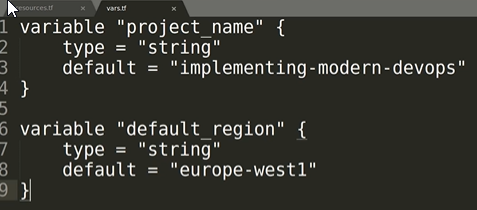 resources.tf
vars.tf
1 variable "project_name" {
2     type = "string"
3     default = "implementing-modern-devops"
4 }
5
6 variable "default_region" {
7     type = "string"
8     default = "europe-west1"
9 }